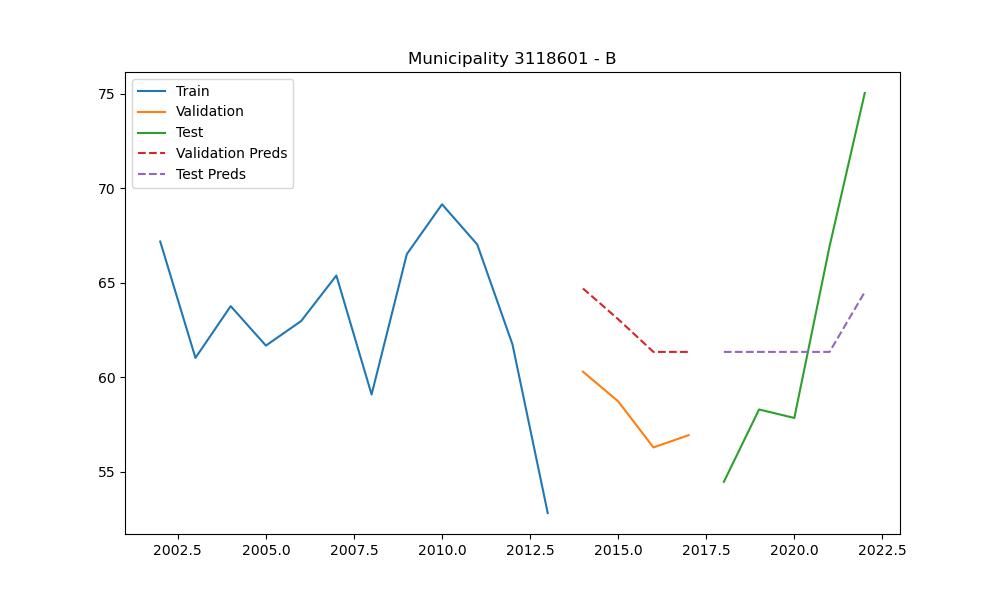 Municipality 3118601 - B
Train
Validation
Test
Validation Preds
Test Preds
75
70
65
60
55
2002.5 2005.0 2007.5 2010.0 2012.5 2015.0 2017.5 2020.0 2022.5